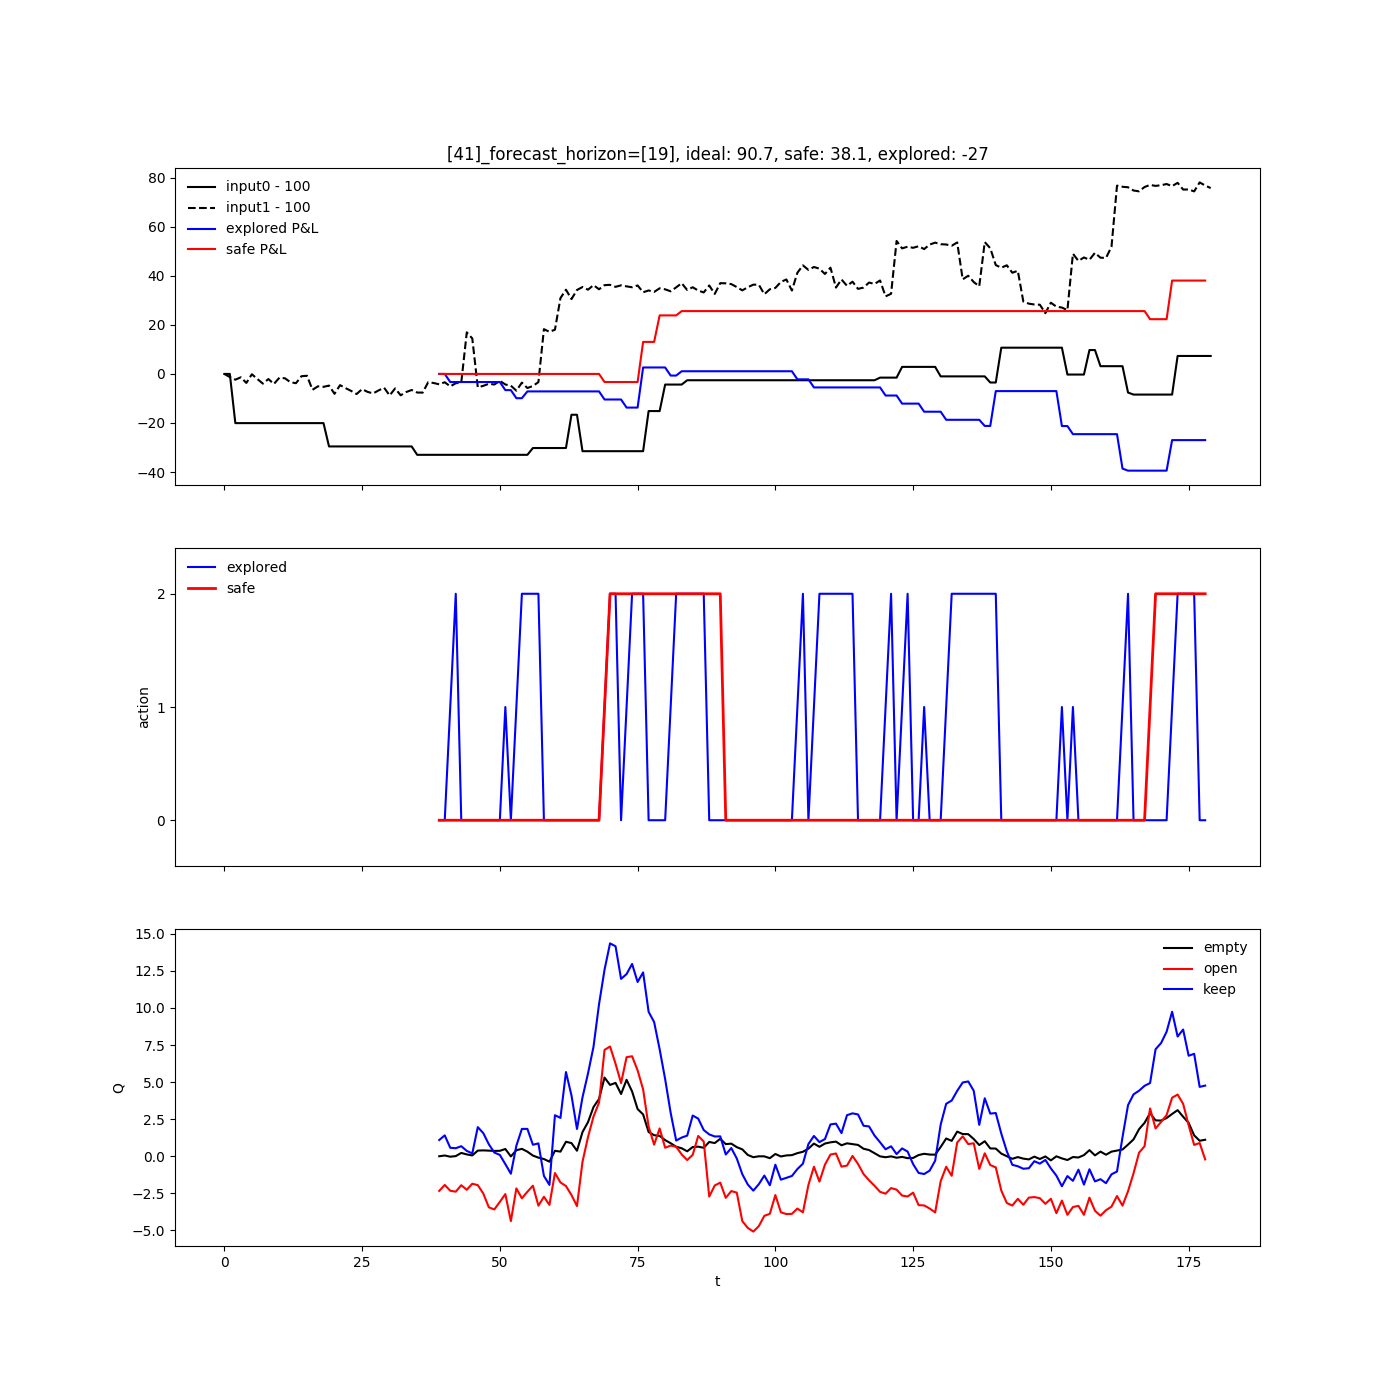 [41]_forecast_horizon=[19], ideal: 90.7, safe: 38.1, explored: -27
80
60
40
20
0
−20
−40
input0 - 100
input1 - 100
explored P&L
safe P&L
action
2
1
0
explored
safe
Q
15.0
12.5
10.0
7.5
5.0
2.5
0.0
−2.5
−5.0
empty
open
keep
0 25 50 75 100 125 150 175
t